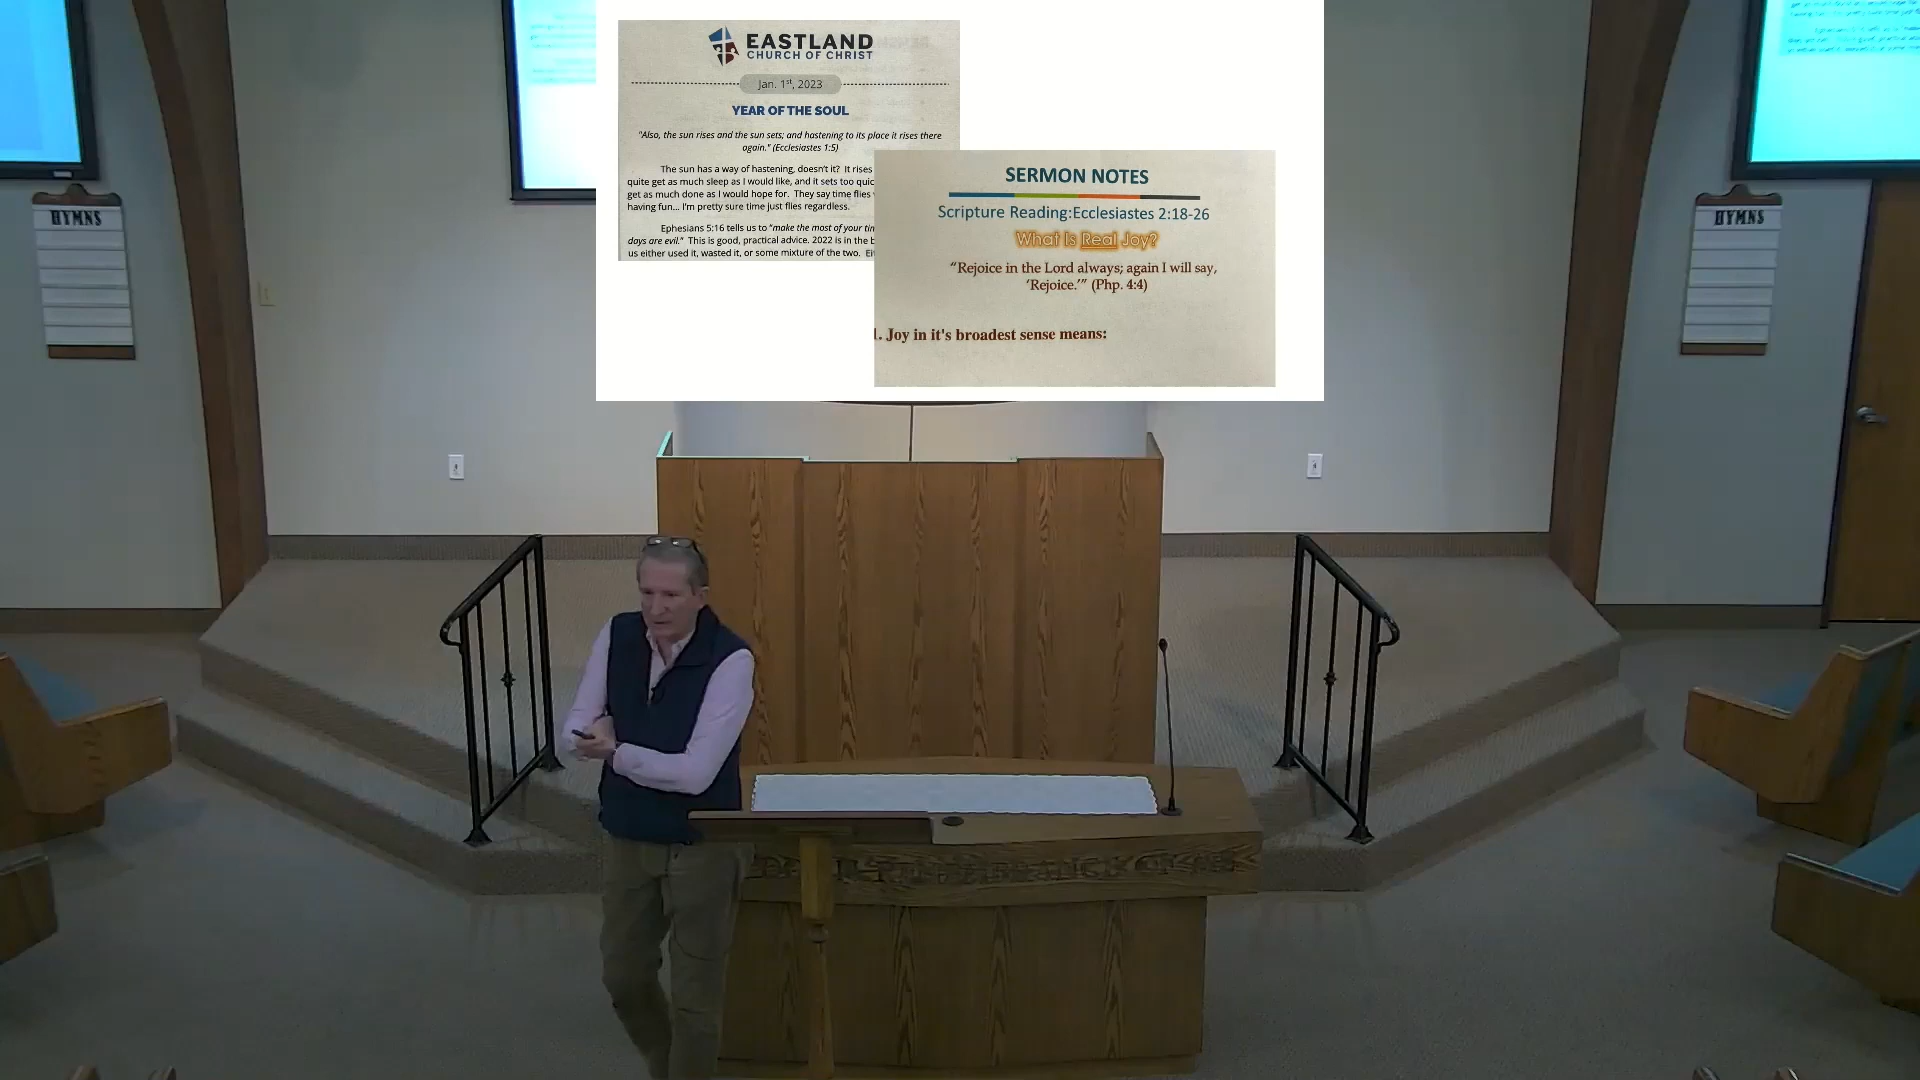 EASTLAND
CHURCH OF CHRIST
Jan. 1st, 2023
YEAR OF THE SOUL
"Also, the sun rises and the sun sets; and hastening to its place it rises there
again." (Ecclesiastes 1:5)
The sun has a way of hastening, doesn't it? It rises
quite get as much sleep as I would like, and it sets too
get as much done as I would hope for. They say time flies
having fun... I'm pretty sure time just flies regardless.
Ephesians 5:16 tells us to "make the most of your
days are evil." This is good, practical advice. 2022 is in the
us either used it, wasted it, or some mixture of the two.
SERMON NOTES
Scripture Reading:Ecclesiastes 2:18-26
What Is Real Joy?
"Rejoice in the Lord always; again I will say,
'Rejoice.'" (Php. 4:4)
. Joy in it's broadest sense means:
HYMNS
HYMNS